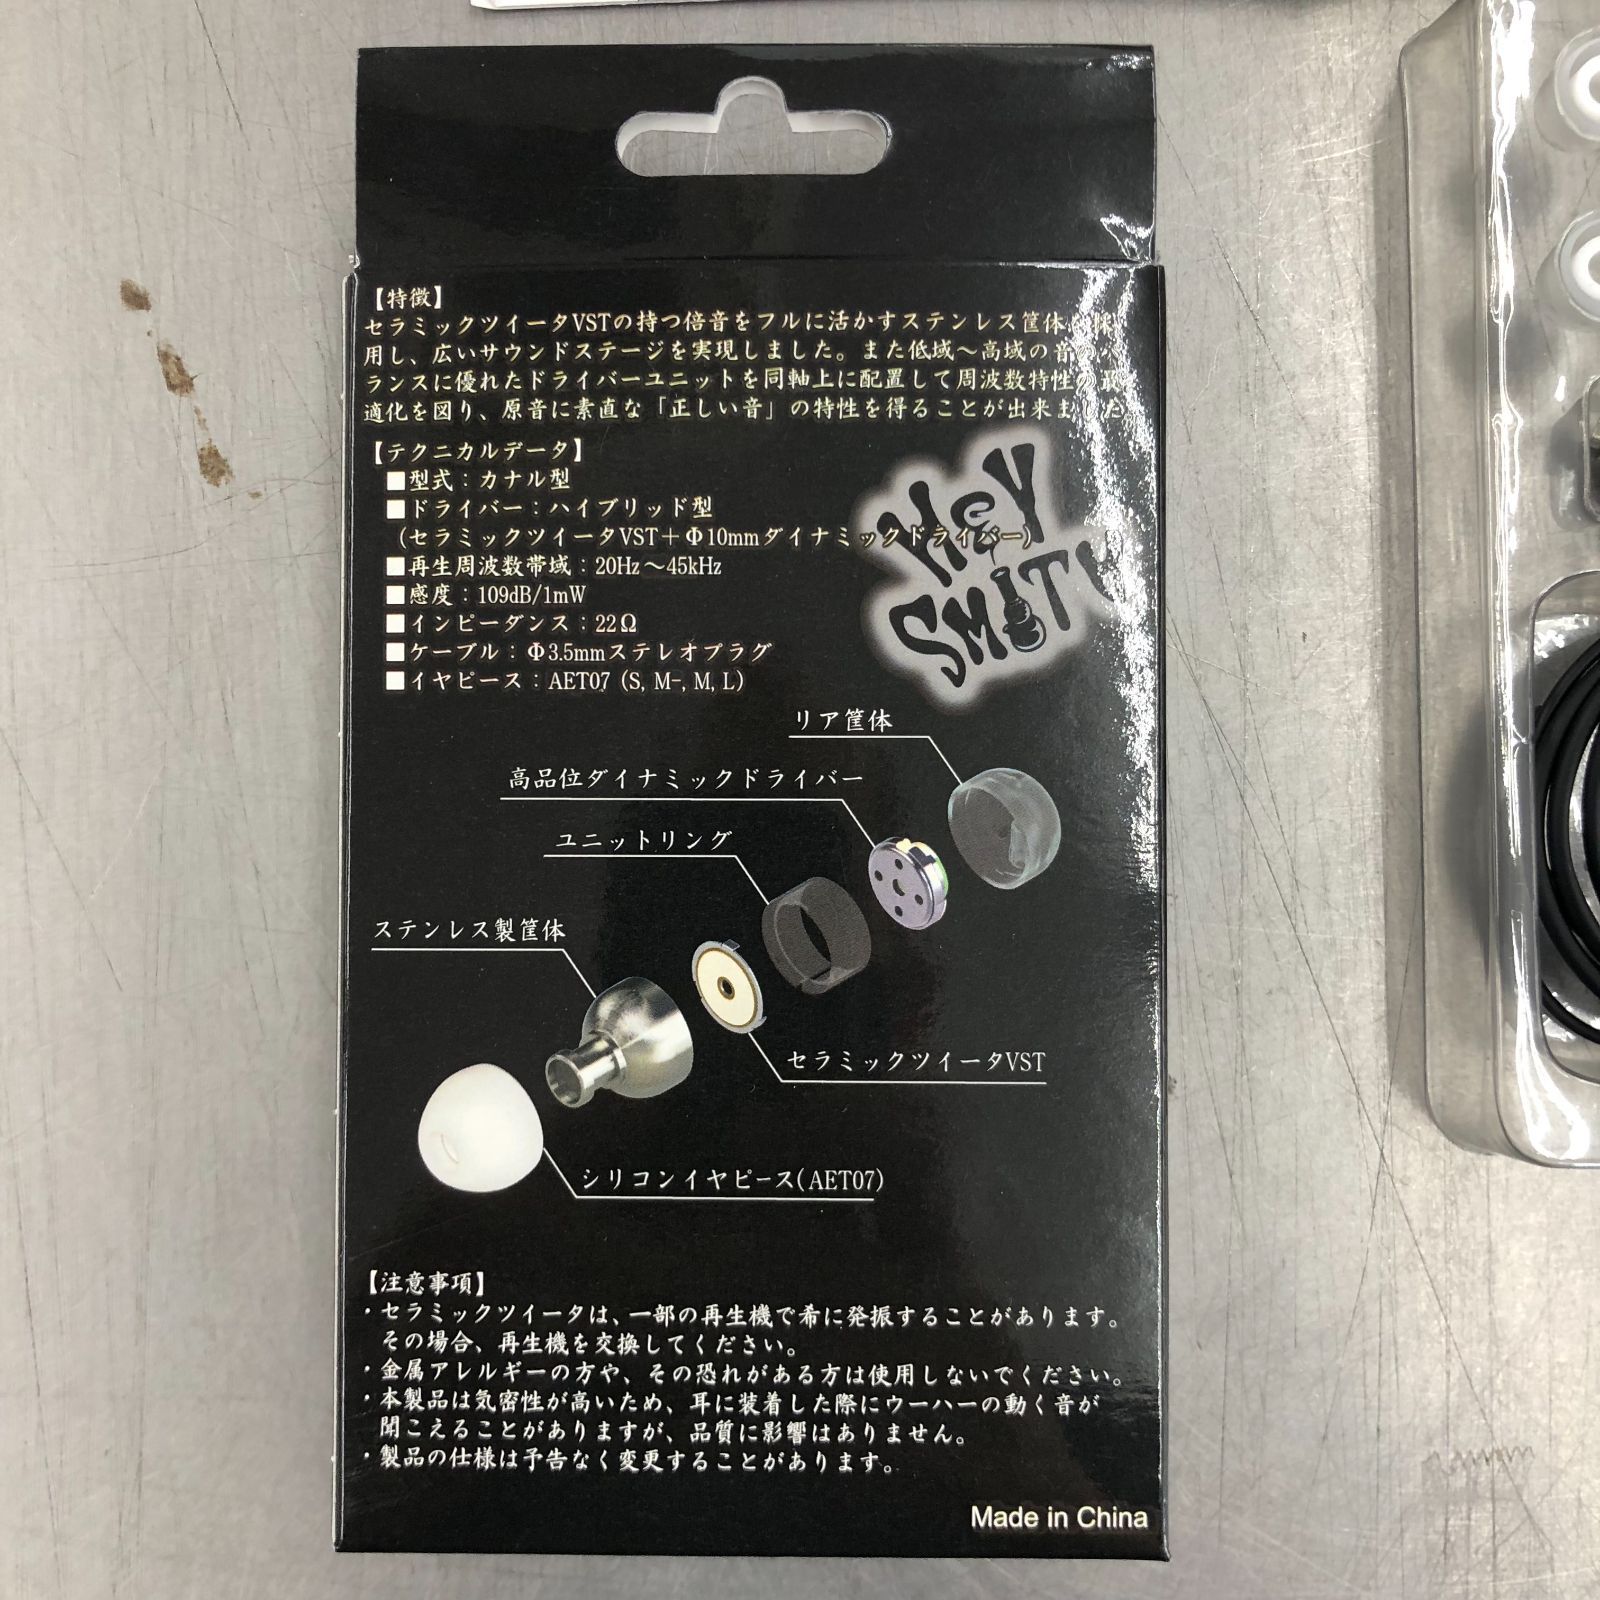 【特徴】
セラミックツイータVSTの持つ倍音をフルに活かすステンレス筐体を採
用し、広いサウンドステージを実現しました。また低域～高域の音のバ
ランスに優れたドライバーユニットを同軸上に配置して周波数特性の最
適化を図り、原音に素直な「正しい音」の特性を得ることが出来ました。
【テクニカルデータ】
■型式：カナル型
■ドライバー：ハイブリッド型
(セラミックツイータVST＋Φ10mmダイナミックドライバー)
■再生周波数帯域：20Hz～45kHz
■感度：109dB/1mW
■インピーダンス：22Ω
■ケーブル：Φ3.5mmステレオプラグ
■イヤピース：AET07 (S, M-, M, L)
HEY
SMITH
リア筐体
高品位ダイナミックドライバー
ユニットリング
ステンレス製筐体
セラミックツイータVST
シリコンイヤピース(AET07)
【注意事項】
・セラミックツイータは、一部の再生機で希に発振することがあります。
その場合、再生機を交換してください。
・金属アレルギーの方や、その恐れがある方は使用しないでください。
・本製品は気密性が高いため、耳に装着した際にウーハーの動く音が
聞こえることがありますが、品質に影響はありません。
・製品の仕様は予告なく変更することがあります。
Made in China